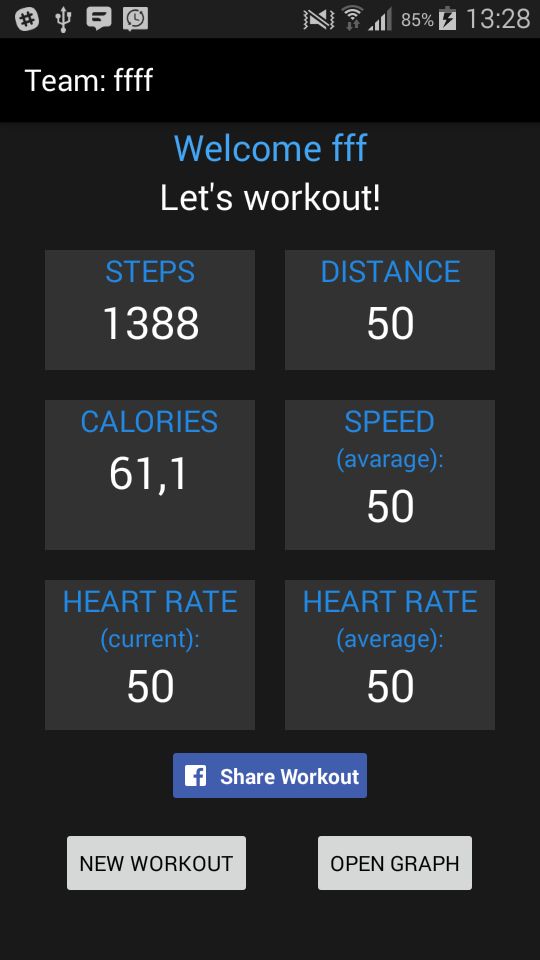 85% 13:28
Team: ffff
Welcome fff
Let's workout!
STEPS
1388
DISTANCE
50
CALORIES
61,1
SPEED
(avarage):
50
HEART RATE
(current):
50
HEART RATE
(average):
50
Share Workout
NEW WORKOUT
OPEN GRAPH